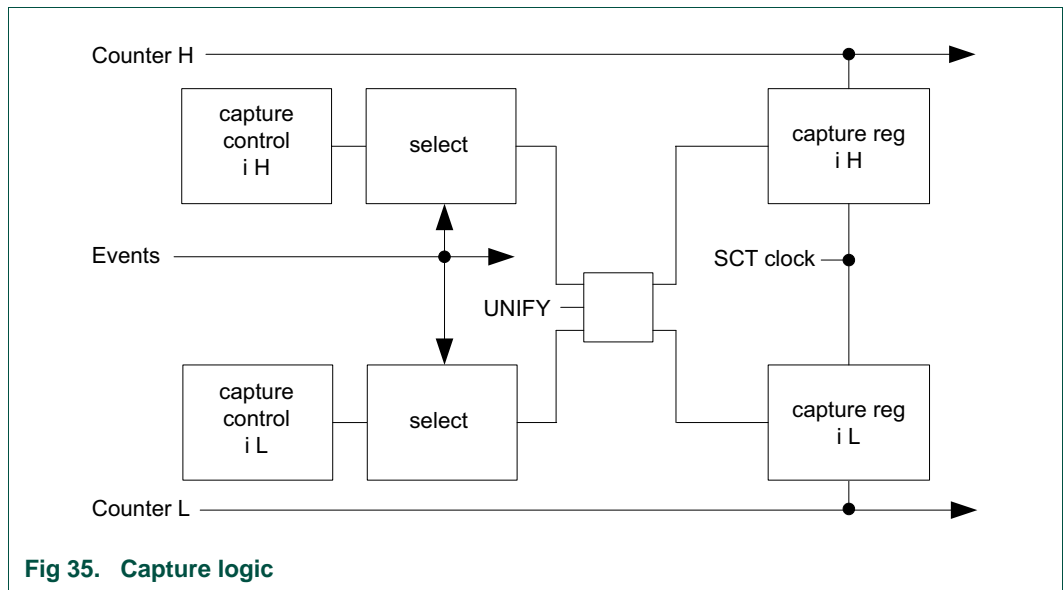 Counter H
capture
control
i H
select
capture reg
i H
Events
SCT clock
UNIFY
capture
control
i L
select
capture reg
i L
Counter L
Fig 35. Capture logic